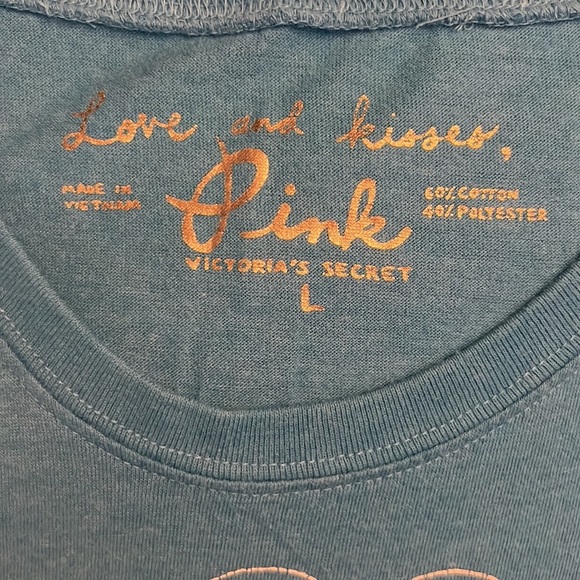 Love and kisses,
MADE IN
VIETNAM
Pink
60% COTTON
40% POLYESTER
VICTORIA'S SECRET
L